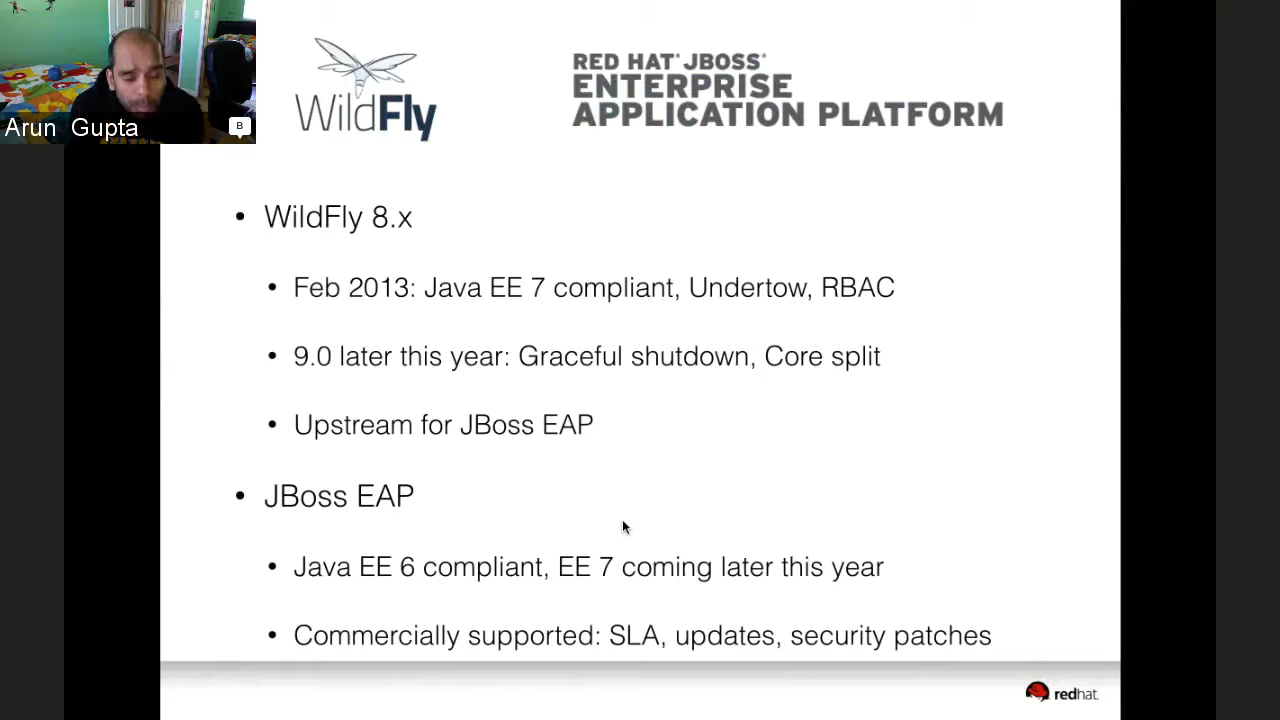 Arun Gupta
B
WildFly
RED HAT® JBOSS®
ENTERPRISE
APPLICATION PLATFORM
• WildFly 8.x
• Feb 2013: Java EE 7 compliant, Undertow, RBAC
• 9.0 later this year: Graceful shutdown, Core split
• Upstream for JBoss EAP
• JBoss EAP
• Java EE 6 compliant, EE 7 coming later this year
• Commercially supported: SLA, updates, security patches
redhat.